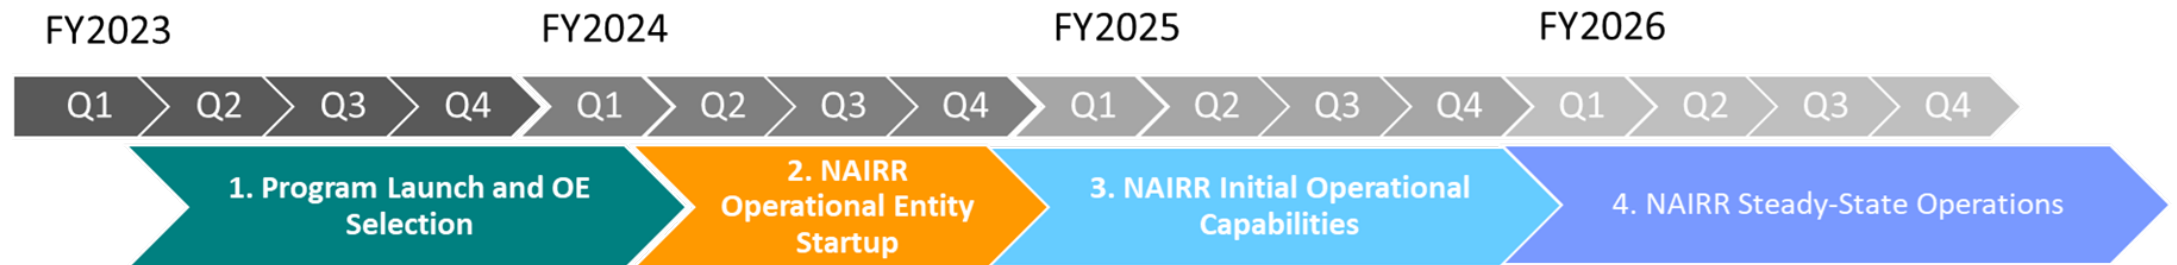 FY2023 FY2024 FY2025 FY2026
Q1 Q2 Q3 Q4 Q1 Q2 Q3 Q4 Q1 Q2 Q3 Q4 Q1 Q2 Q3 Q4
1. Program Launch and OE
Selection
2. NAIRR
Operational Entity
Startup
3. NAIRR Initial Operational
Capabilities
4. NAIRR Steady-State Operations